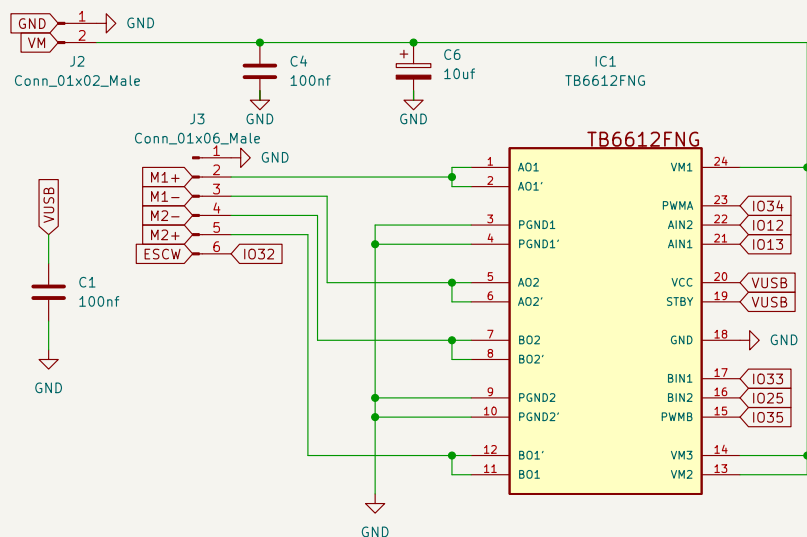 GND 1 GND
VM 2
J2
Conn_01x02_Male
C4
100nf
GND
+
C6
10uf
GND
IC1
TB6612FNG
J3
Conn_01x06_Male
1 GND
M1+ 2
M1- 3
M2- 4
M2+ 5
ESCW 6 IO32
VUSB
C1
100nf
GND
TB6612FNG
1 AO1
2 AO1'
3 PGND1
4 PGND1'
5 AO2
6 AO2'
7 BO2
8 BO2'
9 PGND2
10 PGND2'
12 BO1'
11 BO1
GND
VM1 24
PWMA 23 IO34
AIN2 22 IO12
AIN1 21 IO13
VCC 20 VUSB
STBY 19 VUSB
GND 18 GND
BIN1 17 IO33
BIN2 16 IO25
PWMB 15 IO35
VM3 14
VM2 13